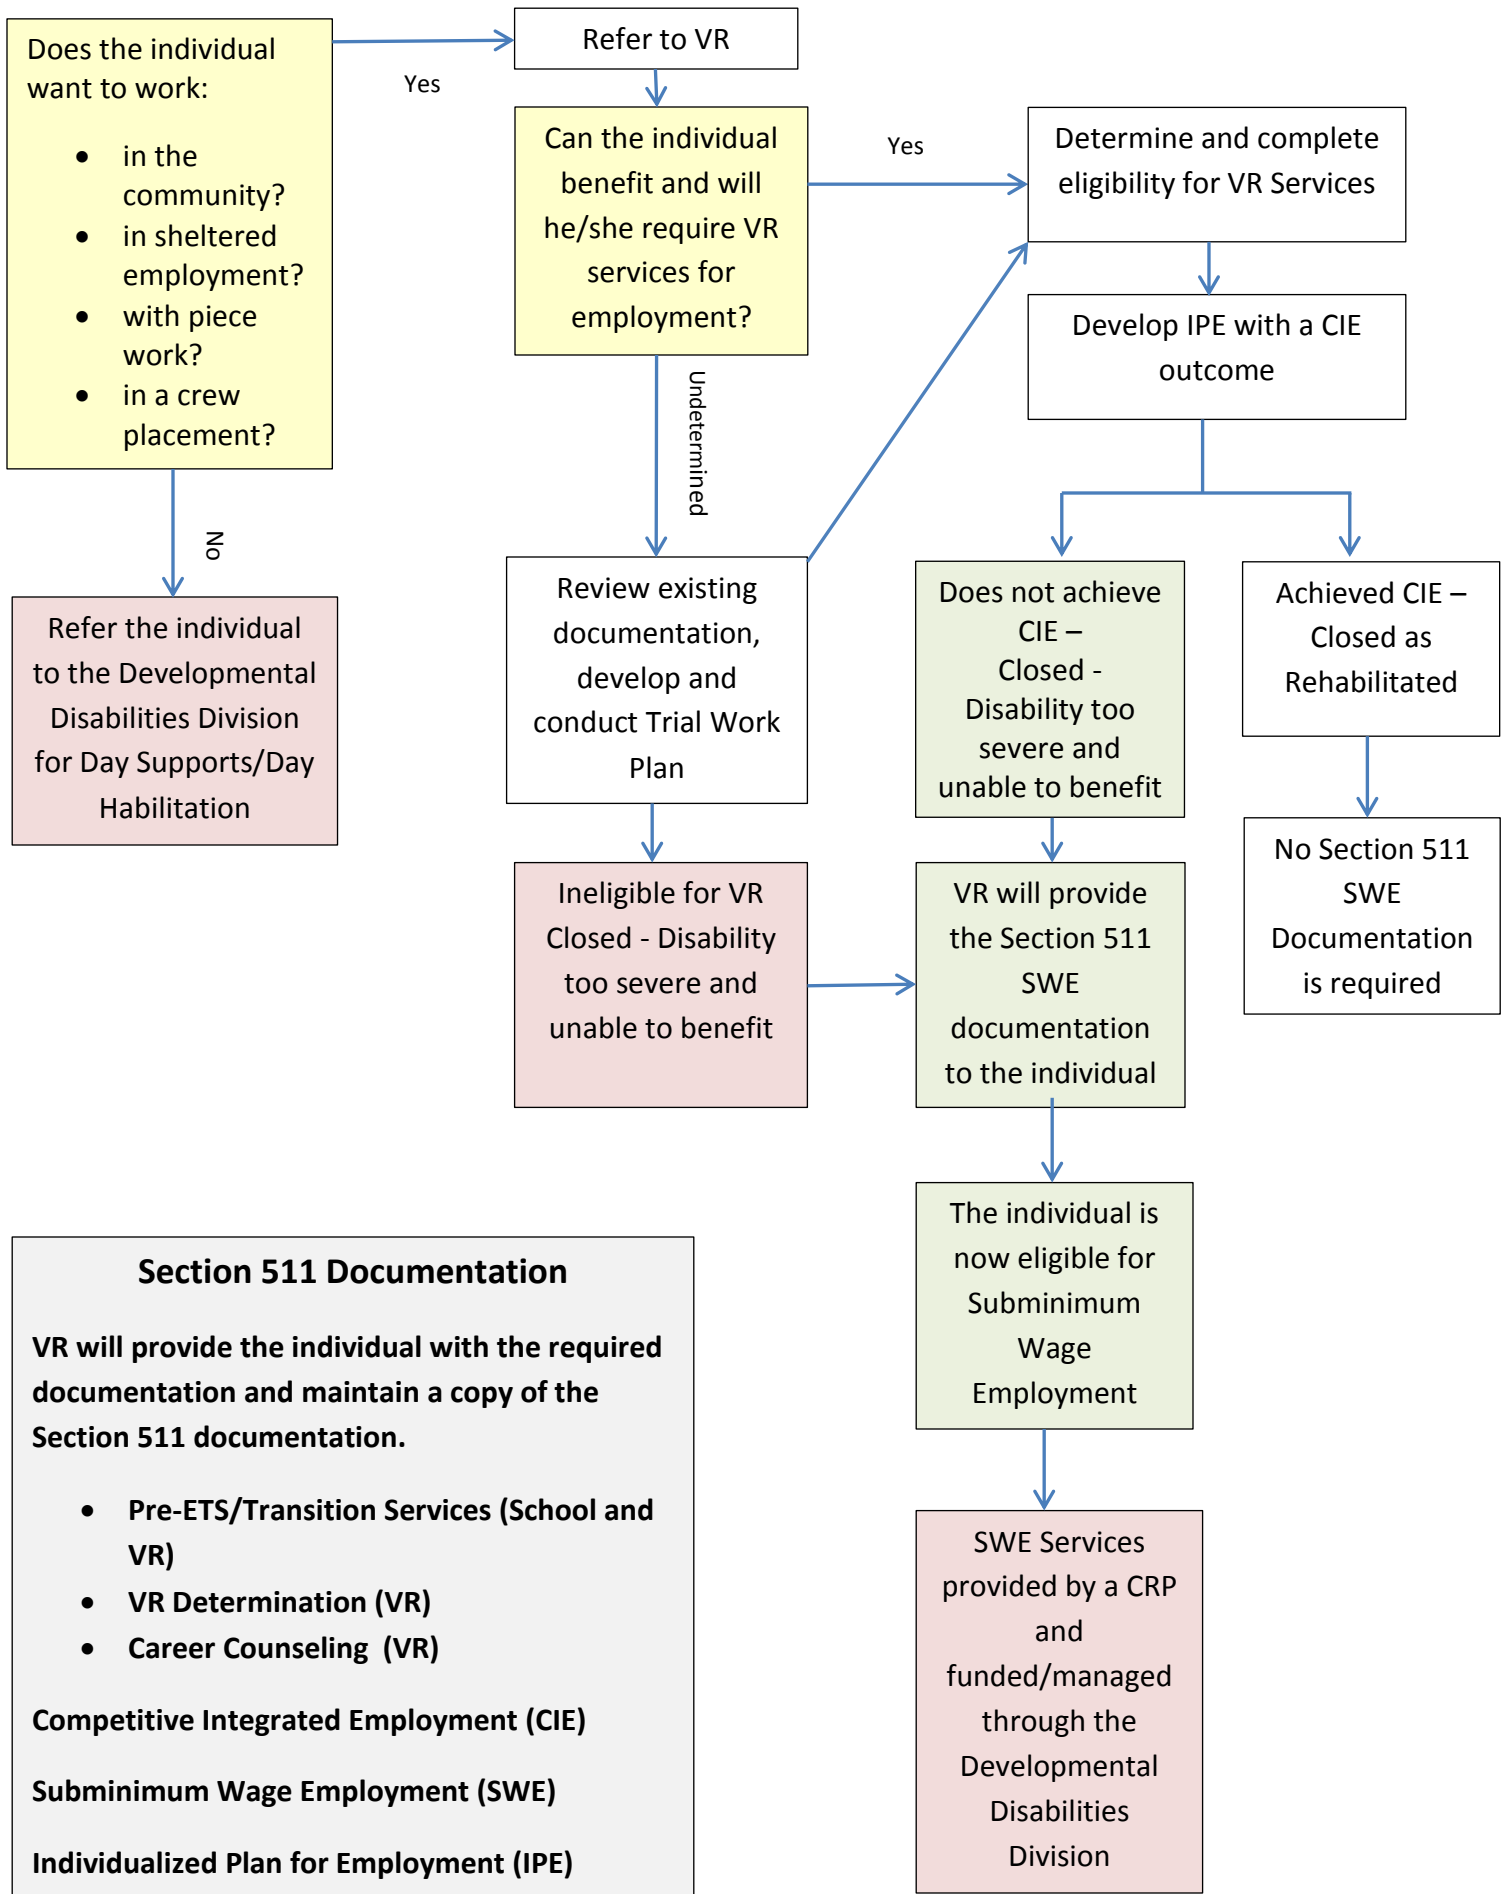 Does the individual
want to work:
• in the
community?
• in sheltered
employment?
• with piece
work?
• in a crew
placement?
Yes
Refer to VR
Can the individual
benefit and will
he/she require VR
services for
employment?
Yes
Determine and complete
eligibility for VR Services
Develop IPE with a CIE
outcome
Undetermined
No
Refer the individual
to the Developmental
Disabilities Division
for Day Supports/Day
Habilitation
Review existing
documentation,
develop and
conduct Trial Work
Plan
Does not achieve
CIE –
Closed -
Disability too
severe and
unable to benefit
Achieved CIE –
Closed as
Rehabilitated
Ineligible for VR
Closed - Disability
too severe and
unable to benefit
VR will provide
the Section 511
SWE
documentation
to the individual
No Section 511
SWE
Documentation
is required
The individual is
now eligible for
Subminimum
Wage
Employment
SWE Services
provided by a CRP
and
funded/managed
through the
Developmental
Disabilities
Division
Section 511 Documentation
VR will provide the individual with the required
documentation and maintain a copy of the
Section 511 documentation.
• Pre-ETS/Transition Services (School and
VR)
• VR Determination (VR)
• Career Counseling (VR)
Competitive Integrated Employment (CIE)
Subminimum Wage Employment (SWE)
Individualized Plan for Employment (IPE)